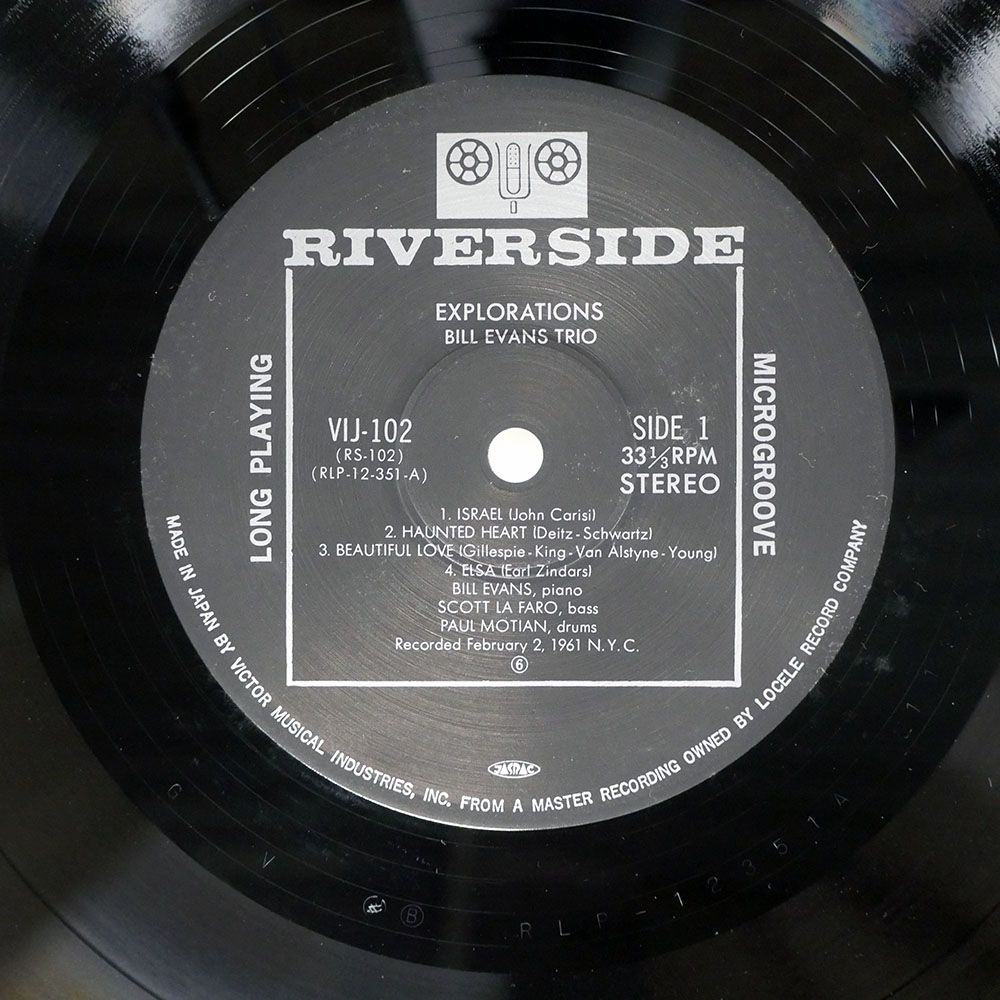 RIVERSIDE
EXPLORATIONS
BILL EVANS TRIO
LONG PLAYING
MICROGROOVE
VIJ-102
(RS-102)
(RLP-12-351-A)
SIDE 1
33⅓RPM
STEREO
1. ISRAEL (John Carisi)
2. HAUNTED HEART (Deitz-Schwartz)
3. BEAUTIFUL LOVE (Gillespie-King-Van Alstyne-Young)
4. ELSA (Earl Zindars)
BILL EVANS, piano
SCOTT LA FARO, bass
PAUL MOTIAN, drums
Recorded February 2, 1961 N.Y.C.
⑥
JASRAC
MADE IN JAPAN BY VICTOR MUSICAL INDUSTRIES, INC. FROM A MASTER RECORDING OWNED BY LOCELE RECORD COMPANY
G V
Ⓑ RLP-12351A